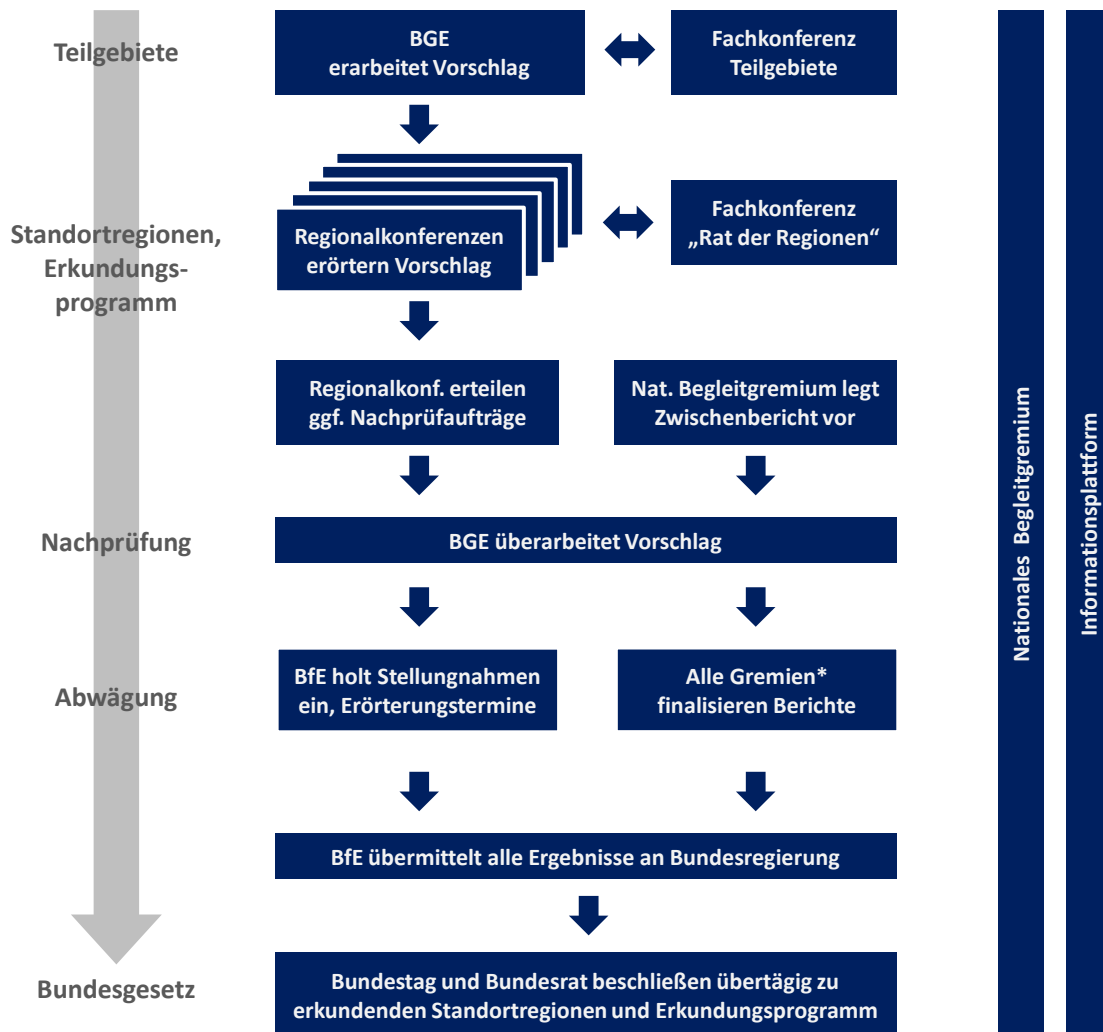 Teilgebiete
BGE
erarbeitet Vorschlag
Fachkonferenz
Teilgebiete
Standortregionen,
Erkundungs-
programm
Regionalkonferenzen
erörtern Vorschlag
Fachkonferenz
„Rat der Regionen“
Regionalkonf. erteilen
ggf. Nachprüfaufträge
Nat. Begleitgremium legt
Zwischenbericht vor
Nachprüfung
BGE überarbeitet Vorschlag
Abwägung
BfE holt Stellungnahmen
ein, Erörterungstermine
Alle Gremien*
finalisieren Berichte
BfE übermittelt alle Ergebnisse an Bundesregierung
Bundesgesetz
Bundestag und Bundesrat beschließen übertägig zu
erkundenden Standortregionen und Erkundungsprogramm
Nationales Begleitgremium
Informationsplattform